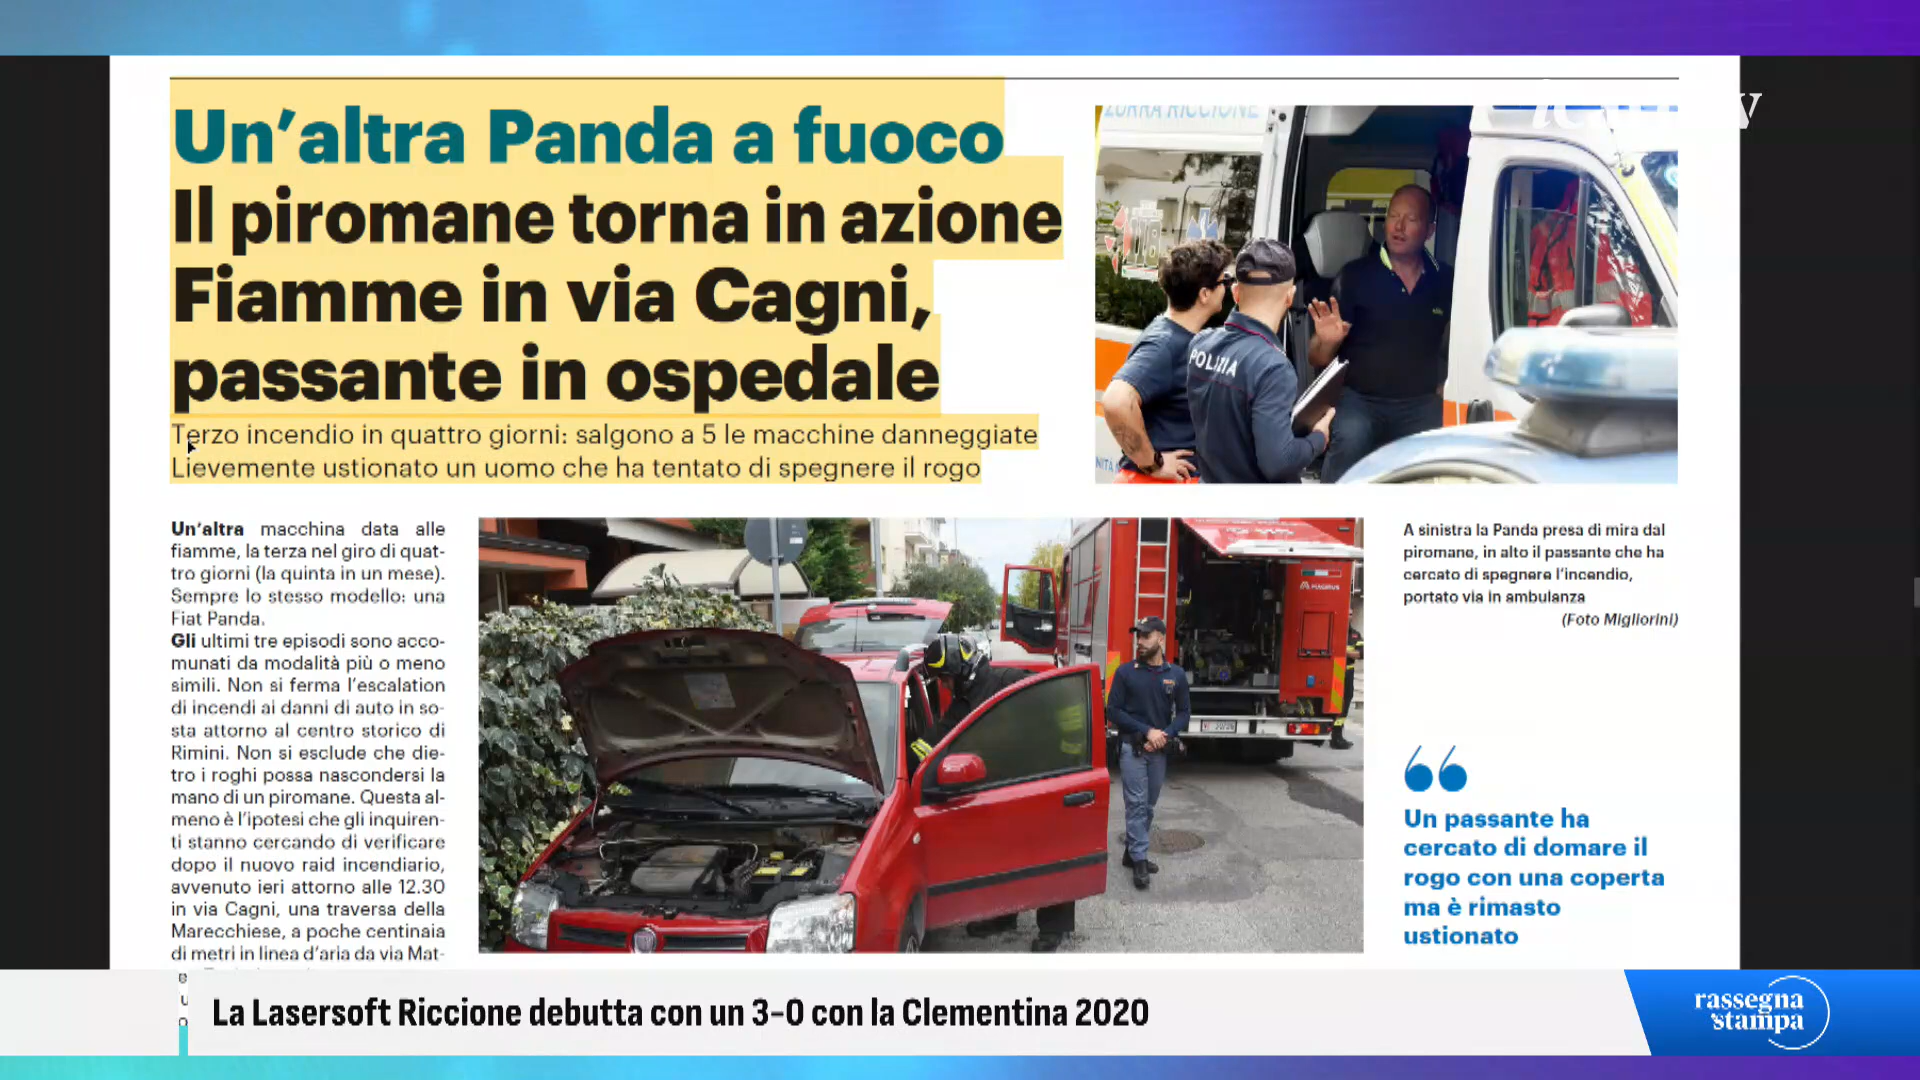 Un'altra Panda a fuoco
Il piromane torna in azione
Fiamme in via Cagni,
passante in ospedale
Terzo incendio in quattro giorni: salgono a 5 le macchine danneggiate
Lievemente ustionato un uomo che ha tentato di spegnere il rogo
ZURRA RICCIONE
POLIZIA
Un'altra macchina data alle
fiamme, la terza nel giro di quat-
tro giorni (la quinta in un mese).
Sempre lo stesso modello: una
Fiat Panda.
Gli ultimi tre episodi sono acco-
munati da modalità più o meno
simili. Non si ferma l'escalation
di incendi ai danni di auto in so-
sta attorno al centro storico di
Rimini. Non si esclude che die-
tro i roghi possa nascondersi la
mano di un piromane. Questa al-
meno è l'ipotesi che gli inquiren-
ti stanno cercando di verificare
dopo il nuovo raid incendiario,
avvenuto ieri attorno alle 12.30
in via Cagni, una traversa della
Marecchiese, a poche centinaia
di metri in linea d'aria da via Mat-
MAGIRUS
A sinistra la Panda presa di mira dal
piromane, in alto il passante che ha
cercato di spegnere l'incendio,
portato via in ambulanza
(Foto Migliorini)
Un passante ha
cercato di domare il
rogo con una coperta
ma è rimasto
ustionato
La Lasersoft Riccione debutta con un 3-0 con la Clementina 2020
rassegna
stampa